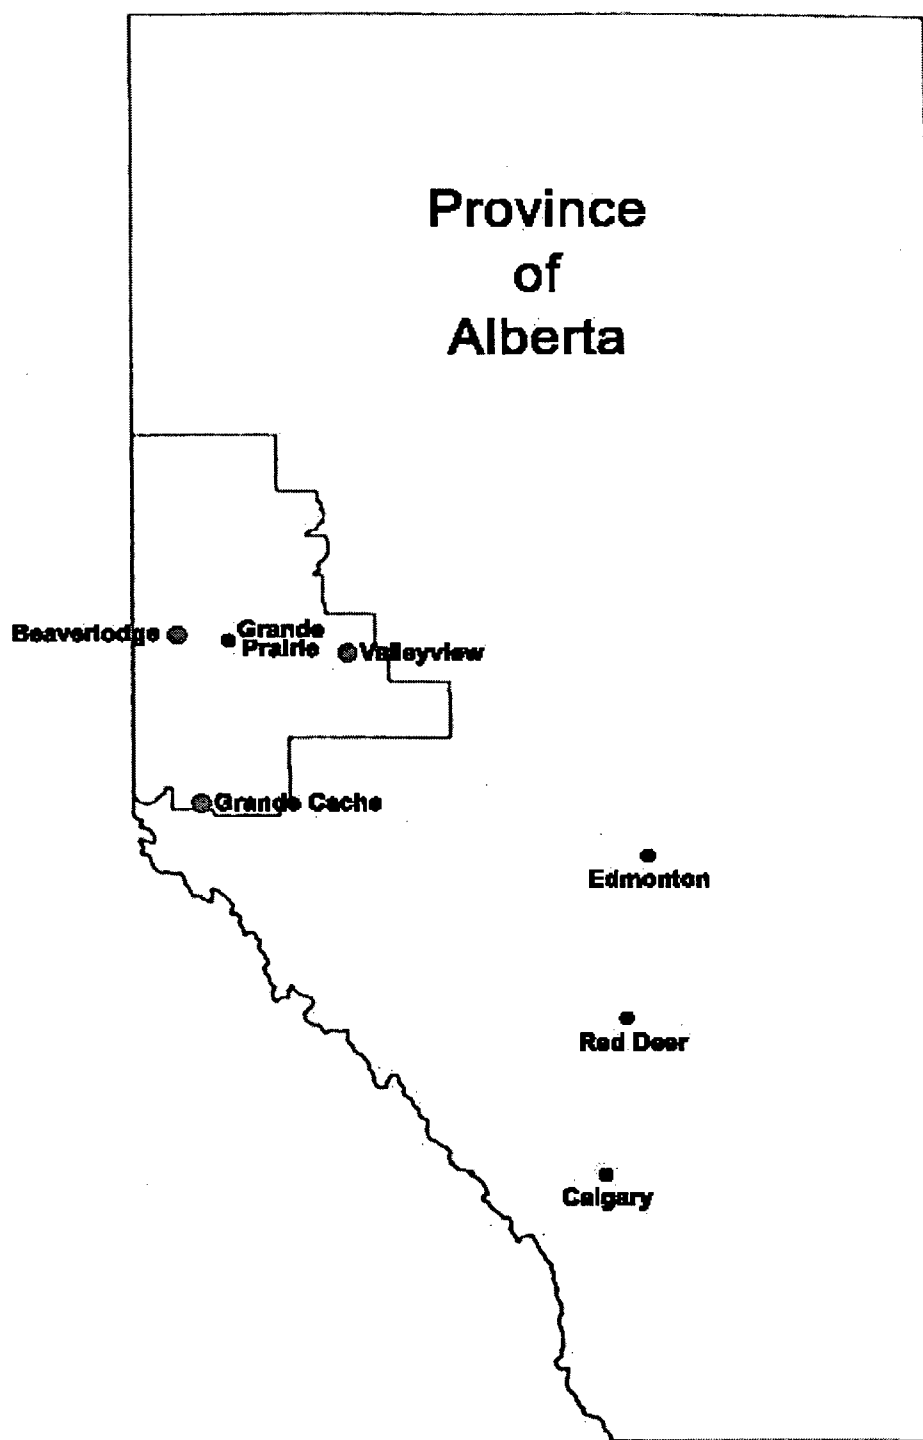 Province
of
Alberta
Beaverlodge
Grande
Prairie
Valleyview
Grande Cache
Edmonton
Red Deer
Calgary